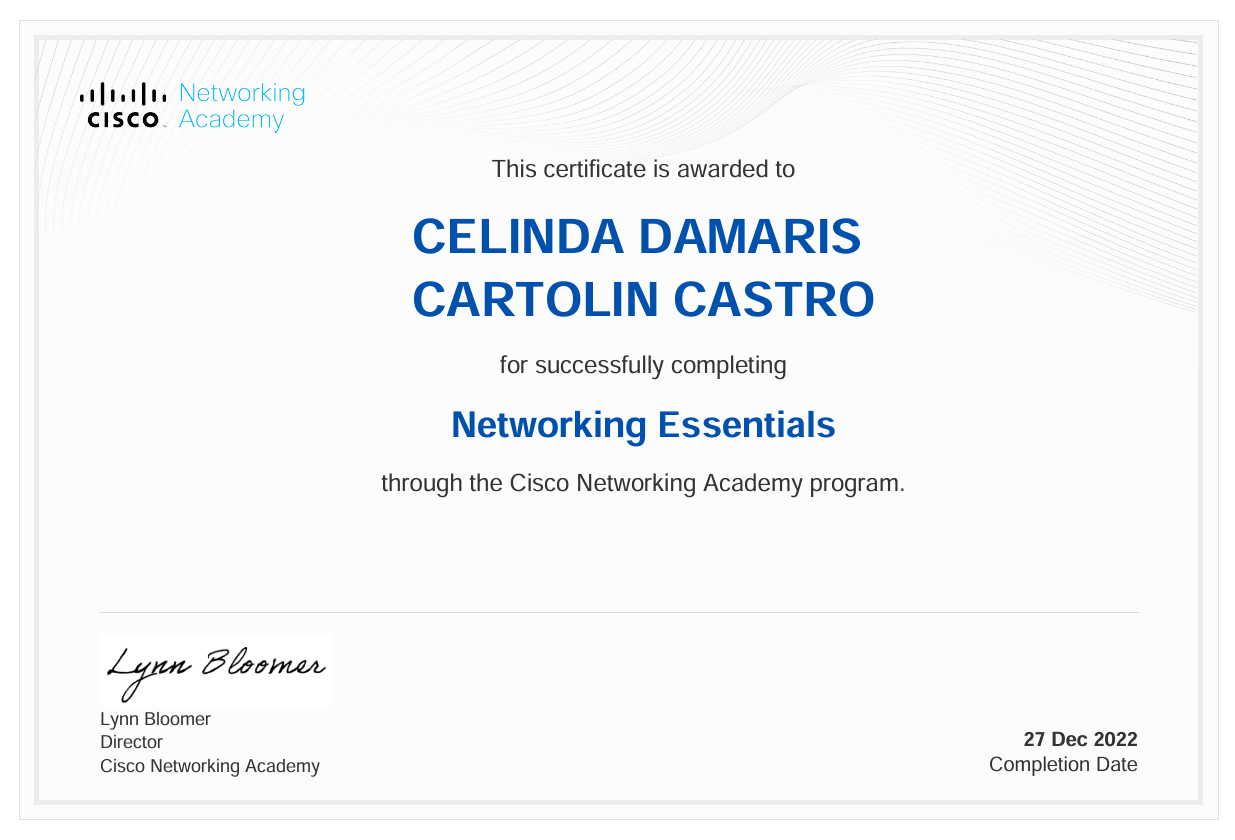 Networking
CISCO Academy
This certificate is awarded to
CELINDA DAMARIS
CARTOLIN CASTRO
for successfully completing
Networking Essentials
through the Cisco Networking Academy program.
Lynn Bloomer
Lynn Bloomer
Director
Cisco Networking Academy
27 Dec 2022
Completion Date